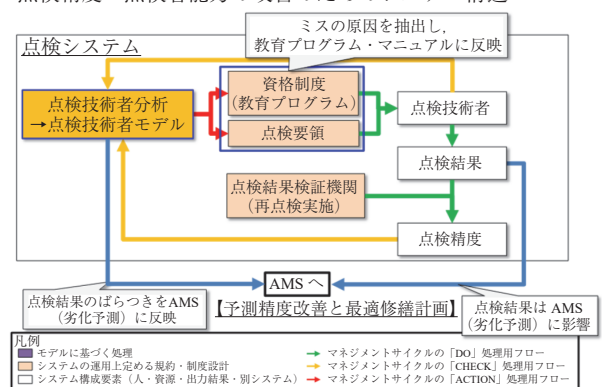 ミスの原因を抽出し,
教育プログラム・マニュアルに反映
点検システム
点検技術者分析
→点検技術者モデル
資格制度
(教育プログラム)
点検要領
点検技術者
点検結果
点検結果検証機関
(再点検実施)
点検精度
AMS へ
【予測精度改善と最適修繕計画】
点検結果のばらつきをAMS
(劣化予測)に反映
点検結果は AMS
(劣化予測)に影響
凡例
モデルに基づく処理
システムの運用上定める規約・制度設計
システム構成要素(人・資源・出力結果・別システム)
マネジメントサイクルの「DO」処理用フロー
マネジメントサイクルの「CHECK」処理用フロー
マネジメントサイクルの「ACTION」処理用フロー